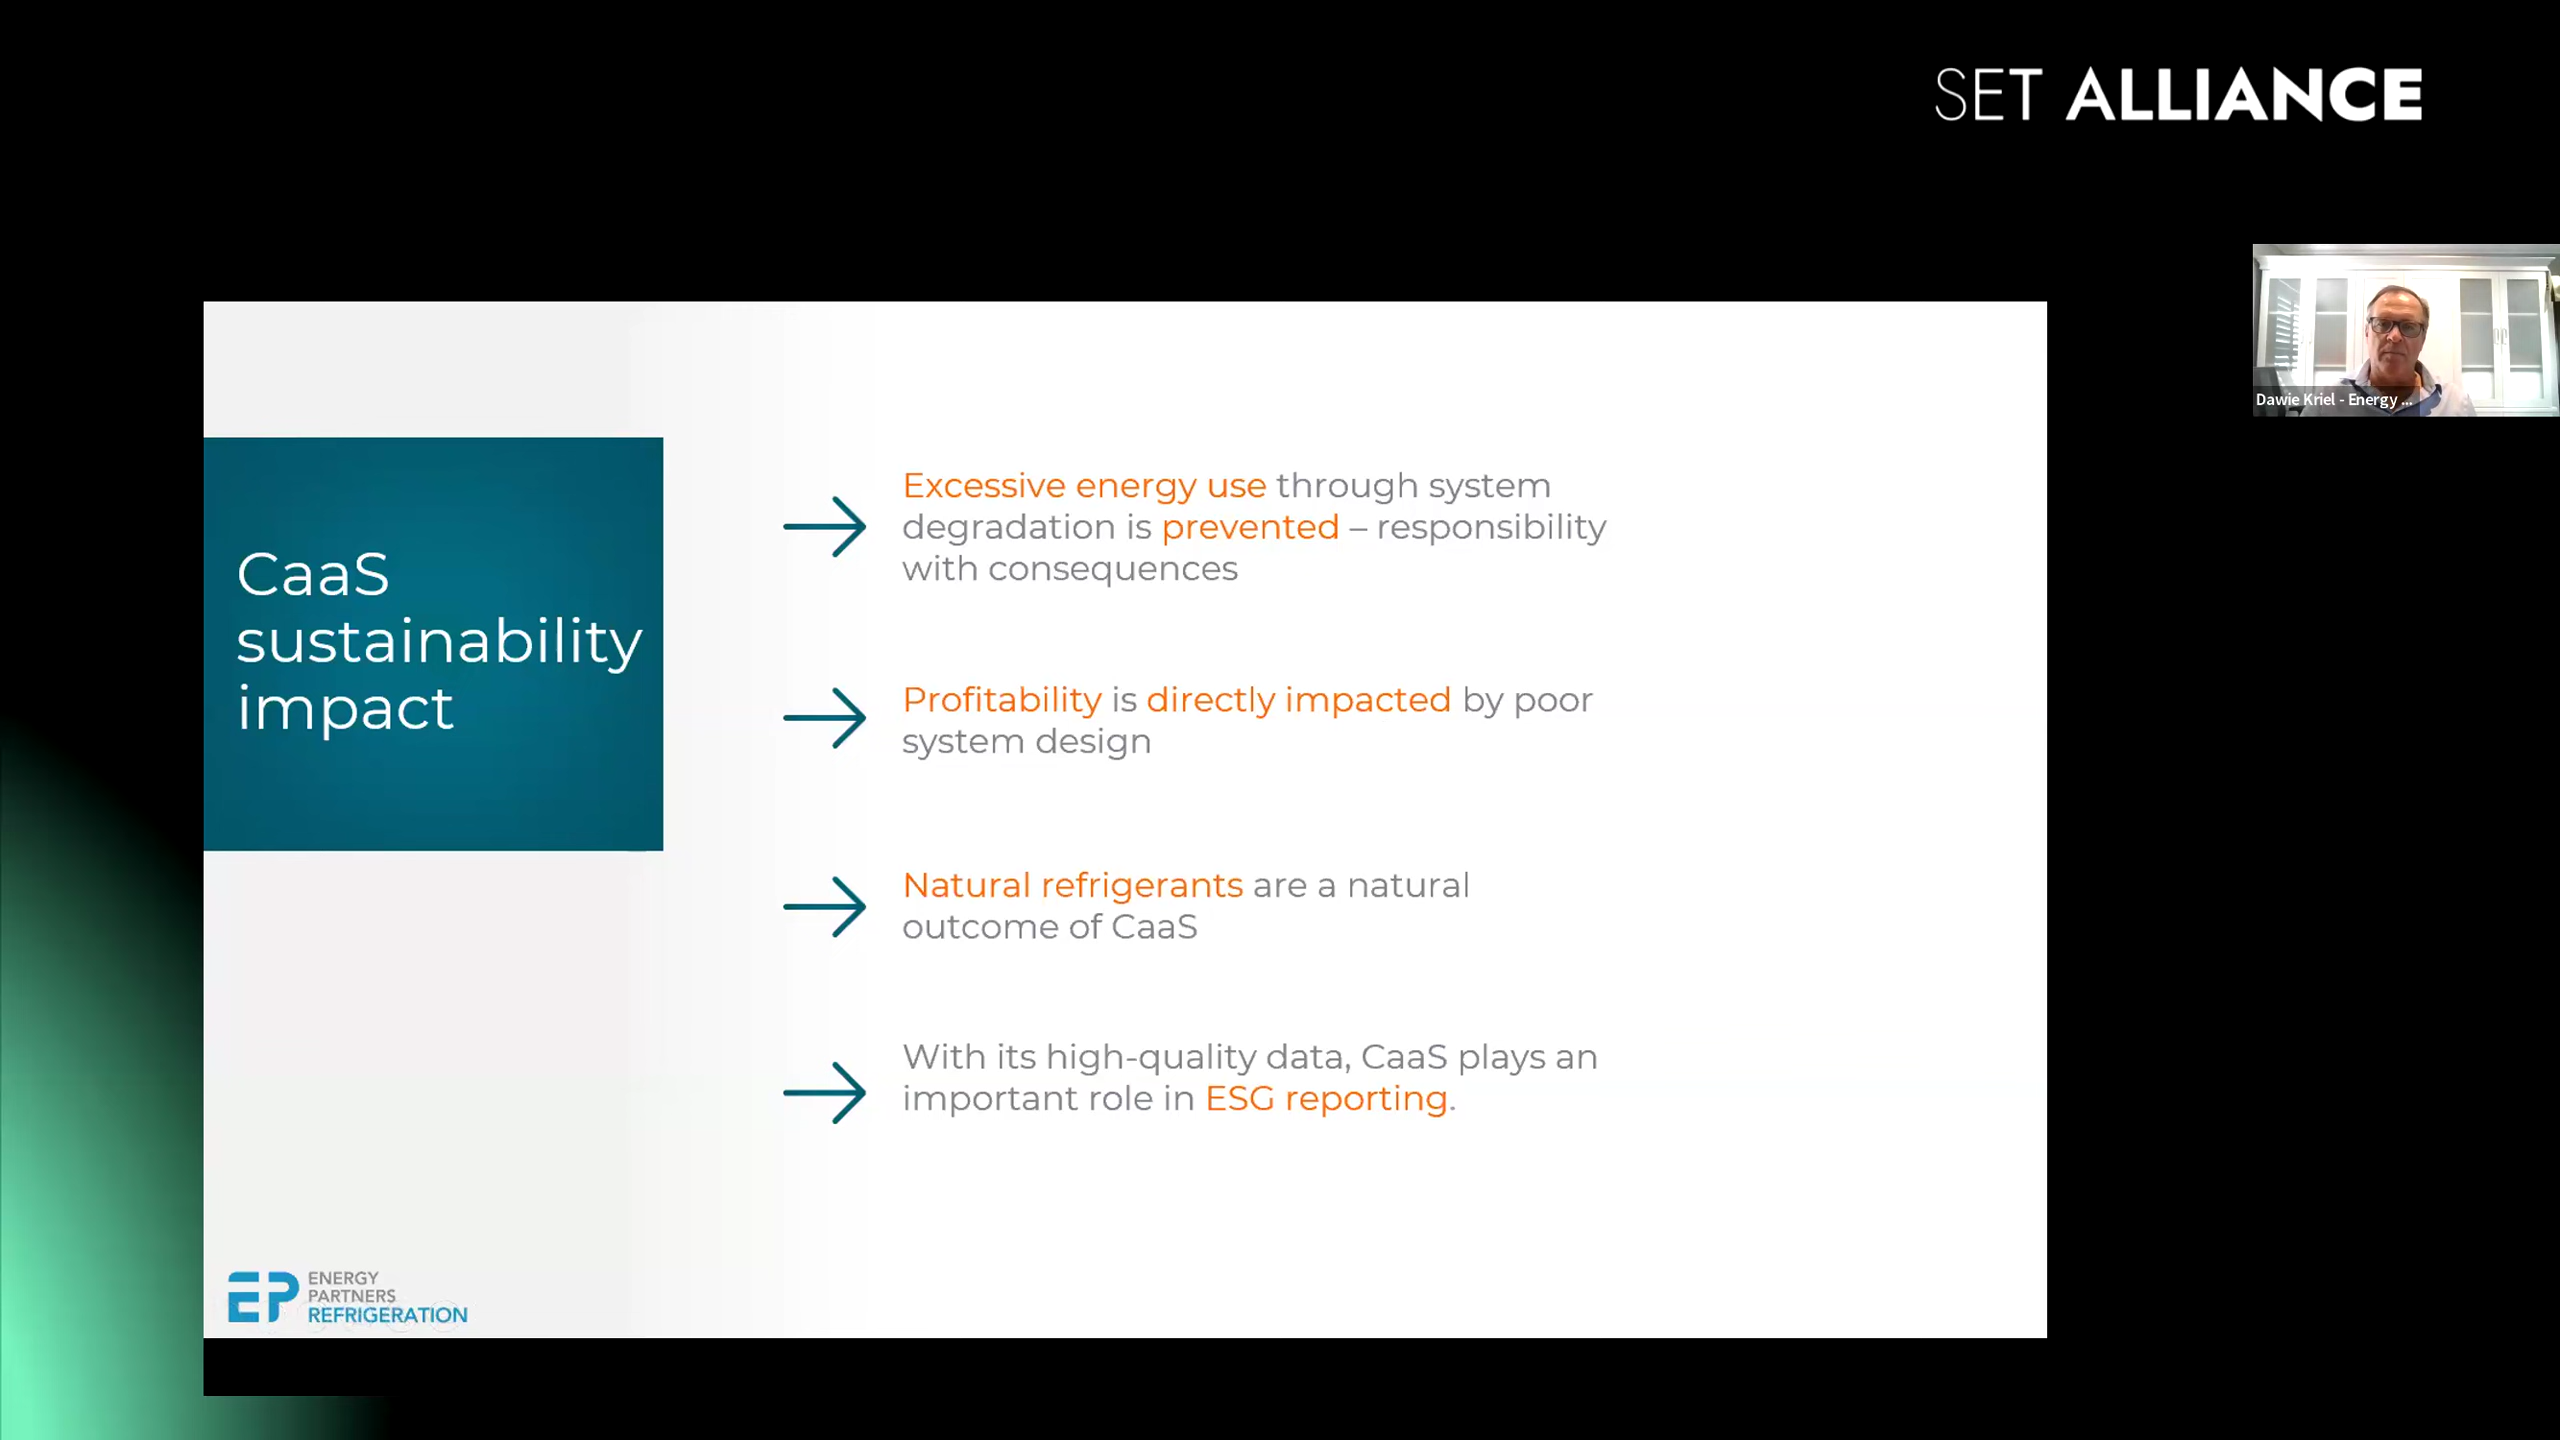 SET ALLIANCE
Dawie Kriel - Energy ...
CaaS
sustainability
impact
Excessive energy use through system
degradation is prevented – responsibility
with consequences
Profitability is directly impacted by poor
system design
Natural refrigerants are a natural
outcome of CaaS
With its high-quality data, CaaS plays an
important role in ESG reporting.
EP
ENERGY
PARTNERS
REFRIGERATION